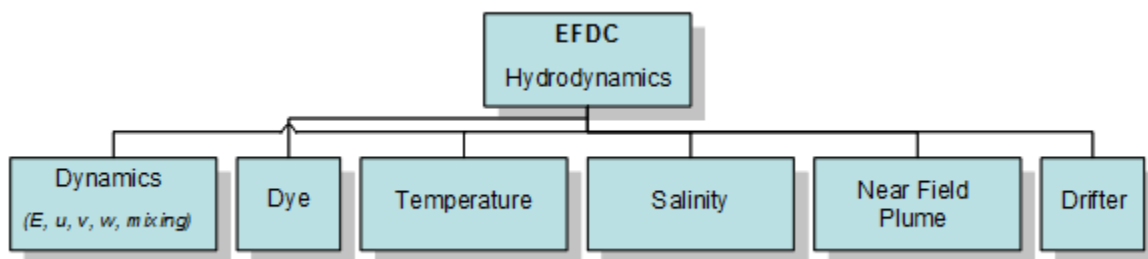 EFDC
Hydrodynamics
Dynamics
(E, u, v, w, mixing)
Dye
Temperature
Salinity
Near Field
Plume
Drifter